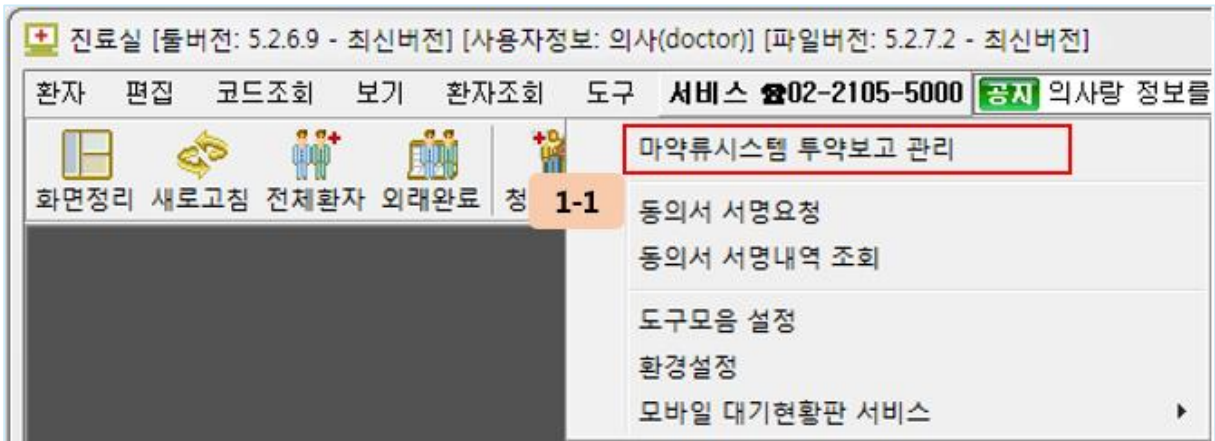 진료실 [툴버전: 5.2.6.9 - 최신버전] [사용자정보: 의사(doctor)] [파일버전: 5.2.7.2 - 최신버전]
환자 편집 코드조회 보기 환자조회 도구 서비스 ☎02-2105-5000 공지 의사랑 정보를
화면정리 새로고침 전체환자 외래완료 청
1-1
마약류시스템 투약보고 관리
동의서 서명요청
동의서 서명내역 조회
도구모음 설정
환경설정
모바일 대기현황판 서비스